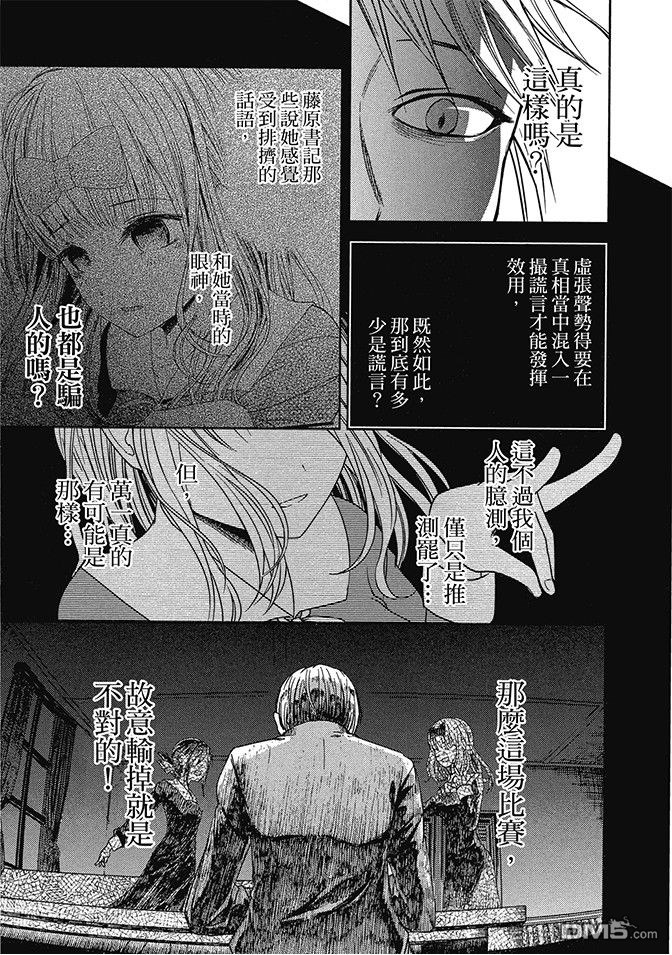 真的是
這樣嗎？
虛張聲勢得要在
真相當中混入一
撮謊言才能發揮
效用，
既然如此，
那到底有多
少是謊言？
藤原書記那
些說她感覺
受到排擠的
話語，
和她當時的
眼神，
也都是騙
人的嗎？
這不過我個
人的臆測，
僅只是推
測罷了…
但，
萬一真的
有可能是
那樣…
那麼這場比賽，
故意輸掉就是
不對的！
DM5.com